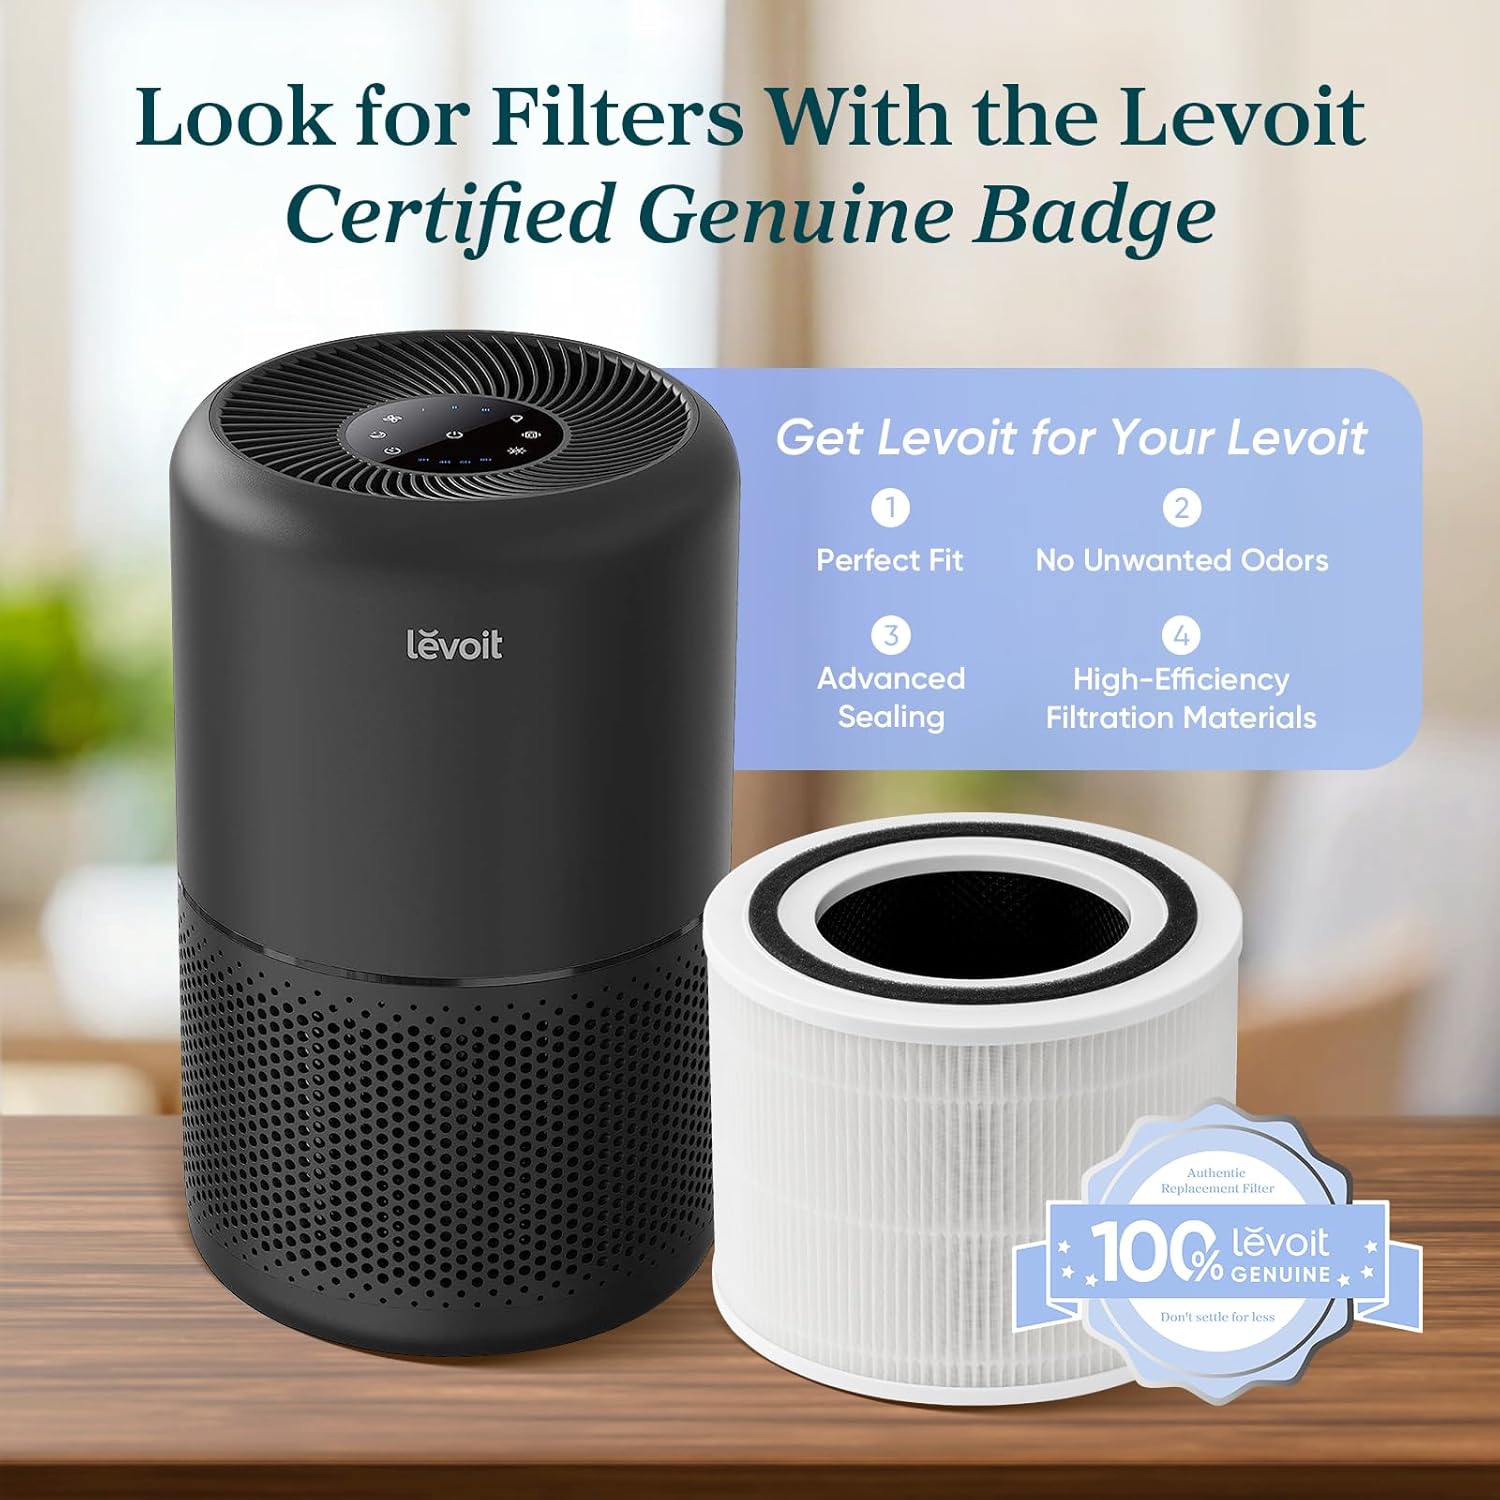 Look for Filters With the Levoit
Certified Genuine Badge
Get Levoit for Your Levoit
1
Perfect Fit
2
No Unwanted Odors
3
Advanced
Sealing
4
High-Efficiency
Filtration Materials
lĕvoit
Authentic
Replacement Filter
100% lĕvoit
GENUINE
Don't settle for less